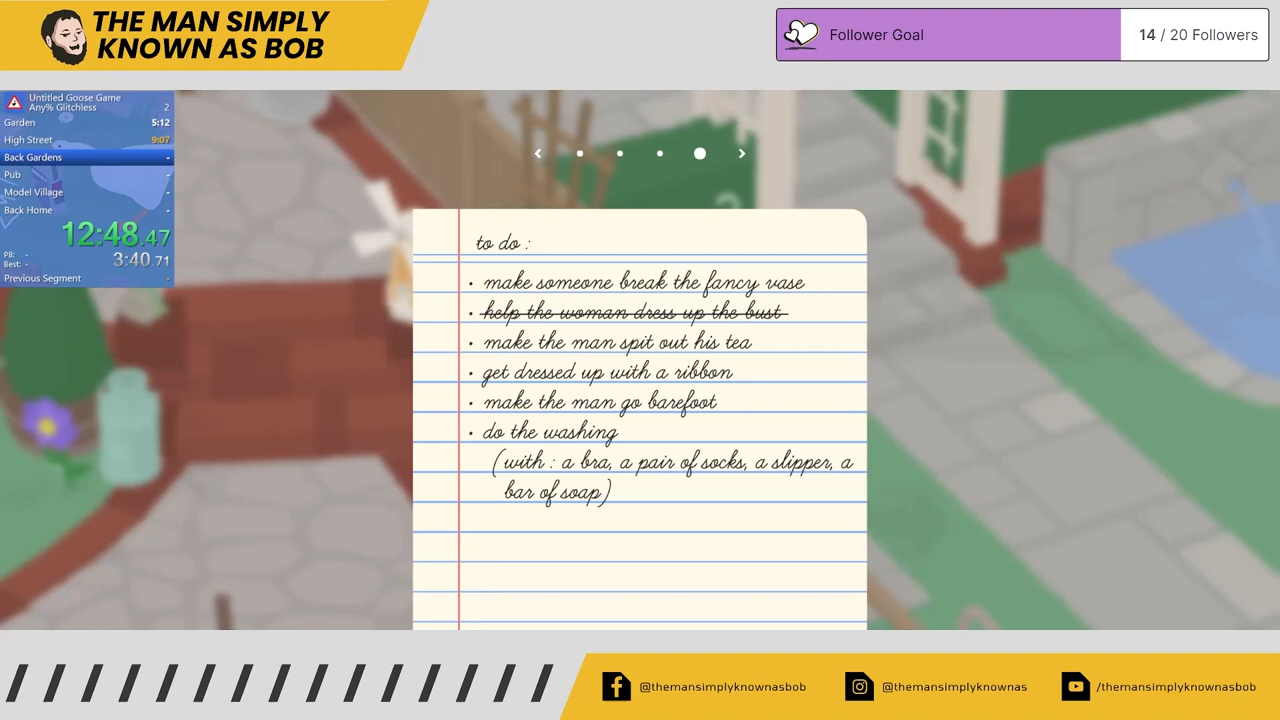 THE MAN SIMPLY
KNOWN AS BOB
Follower Goal
14 / 20 Followers
Untitled Goose Game
Any% Glitchless 2
Garden 5:12
High Street 9:07
Back Gardens -
Pub -
Model Village -
Back Home -
12:48.47
PB: -
Best: - 3:40.71
Previous Segment -
to do :
• make someone break the fancy vase
• help the woman dress up the bust
• make the man spit out his tea
• get dressed up with a ribbon
• make the man go barefoot
• do the washing
(with : a bra, a pair of socks, a slipper, a
bar of soap)
@themansimplyknownasbob
@themansimplyknownas
/themansimplyknownasbob